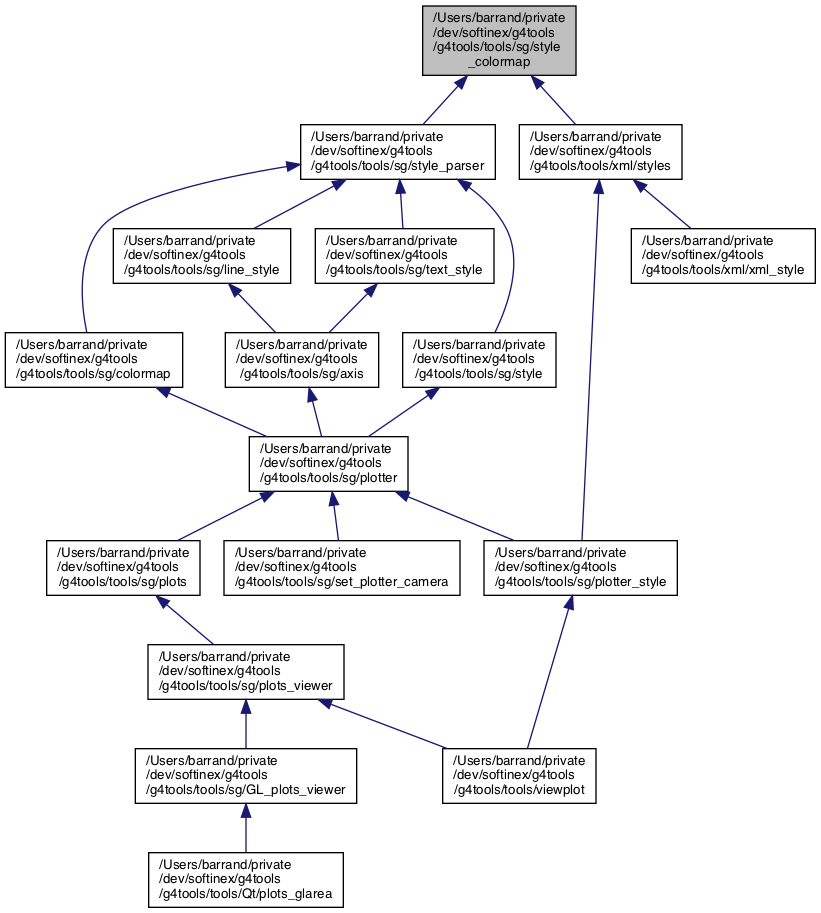 /Users/barrand/private
/dev/softinex/g4tools
/g4tools/tools/sg/style
_colormap
/Users/barrand/private
/dev/softinex/g4tools
/g4tools/tools/sg/style_parser
/Users/barrand/private
/dev/softinex/g4tools
/g4tools/tools/xml/styles
/Users/barrand/private
/dev/softinex/g4tools
/g4tools/tools/sg/line_style
/Users/barrand/private
/dev/softinex/g4tools
/g4tools/tools/sg/text_style
/Users/barrand/private
/dev/softinex/g4tools
/g4tools/tools/xml/xml_style
/Users/barrand/private
/dev/softinex/g4tools
/g4tools/tools/sg/colormap
/Users/barrand/private
/dev/softinex/g4tools
/g4tools/tools/sg/axis
/Users/barrand/private
/dev/softinex/g4tools
/g4tools/tools/sg/style
/Users/barrand/private
/dev/softinex/g4tools
/g4tools/tools/sg/plotter
/Users/barrand/private
/dev/softinex/g4tools
/g4tools/tools/sg/plots
/Users/barrand/private
/dev/softinex/g4tools
/g4tools/tools/sg/set_plotter_camera
/Users/barrand/private
/dev/softinex/g4tools
/g4tools/tools/sg/plotter_style
/Users/barrand/private
/dev/softinex/g4tools
/g4tools/tools/sg/plots_viewer
/Users/barrand/private
/dev/softinex/g4tools
/g4tools/tools/sg/GL_plots_viewer
/Users/barrand/private
/dev/softinex/g4tools
/g4tools/tools/viewplot
/Users/barrand/private
/dev/softinex/g4tools
/g4tools/tools/Qt/plots_glarea